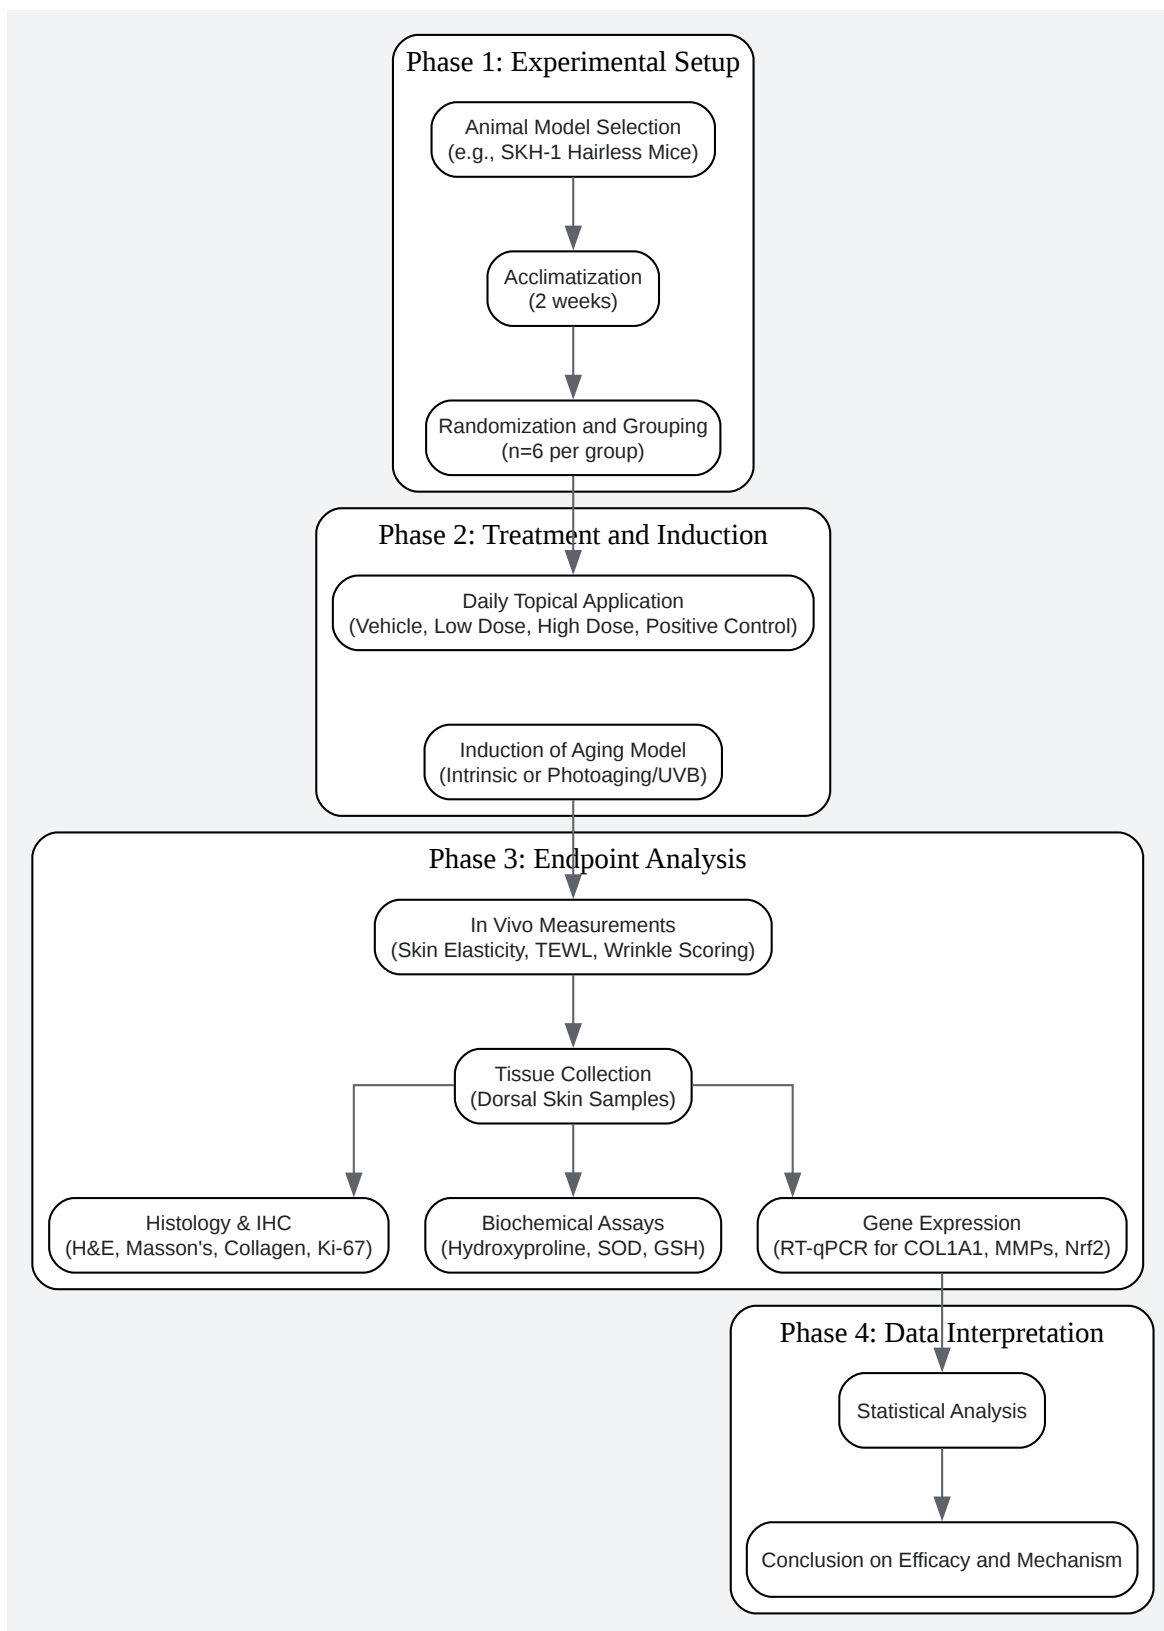 Phase 1: Experimental Setup
Animal Model Selection
(e.g., SKH-1 Hairless Mice)
Acclimatization
(2 weeks)
Randomization and Grouping
(n=6 per group)
Phase 2: Treatment and Induction
Daily Topical Application
(Vehicle, Low Dose, High Dose, Positive Control)
Induction of Aging Model
(Intrinsic or Photoaging/UVB)
Phase 3: Endpoint Analysis
In Vivo Measurements
(Skin Elasticity, TEWL, Wrinkle Scoring)
Tissue Collection
(Dorsal Skin Samples)
Histology & IHC
(H&E, Masson's, Collagen, Ki-67)
Biochemical Assays
(Hydroxyproline, SOD, GSH)
Gene Expression
(RT-qPCR for COL1A1, MMPs, Nrf2)
Phase 4: Data Interpretation
Statistical Analysis
Conclusion on Efficacy and Mechanism